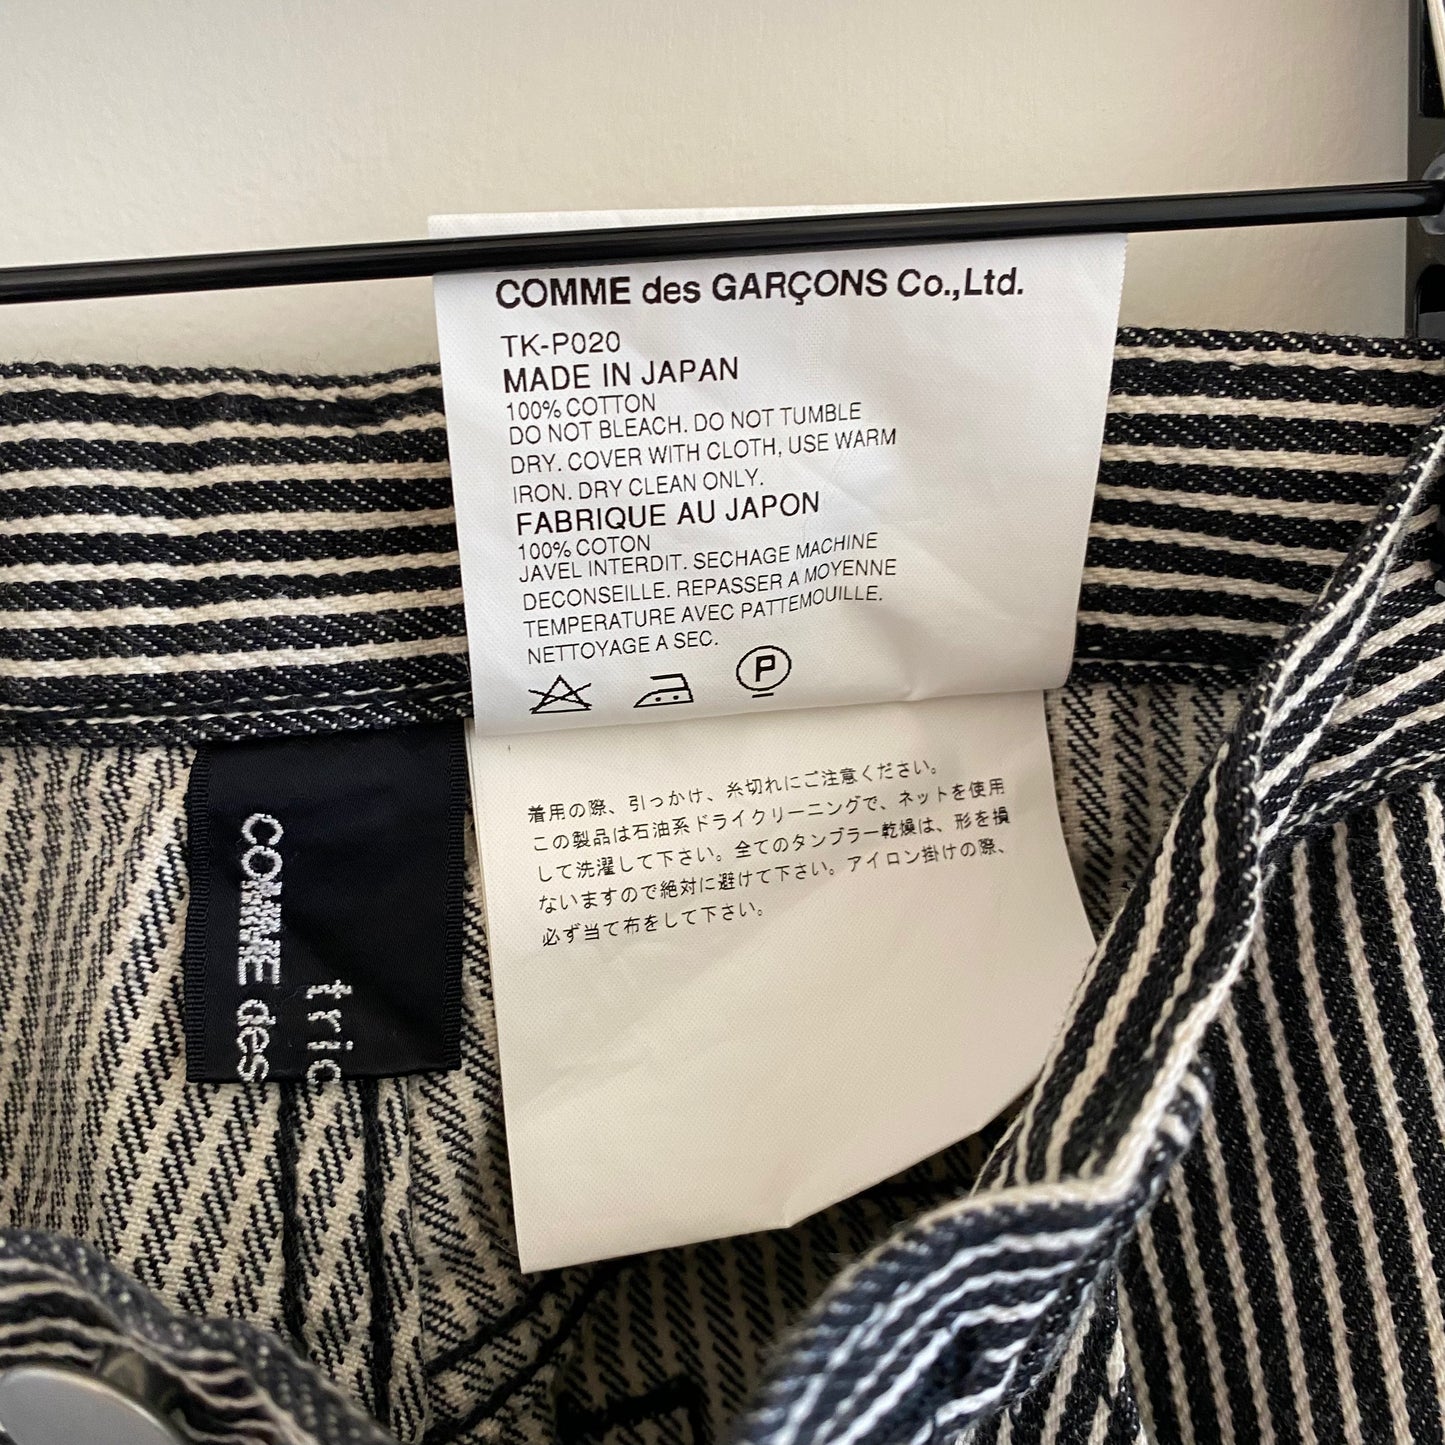 COMME des GARÇONS Co.,Ltd.
TK-P020
MADE IN JAPAN
100% COTTON
DO NOT BLEACH. DO NOT TUMBLE
DRY. COVER WITH CLOTH, USE WARM
IRON. DRY CLEAN ONLY.
FABRIQUE AU JAPON
100% COTON
JAVEL INTERDIT. SECHAGE MACHINE
DECONSEILLE. REPASSER A MOYENNE
TEMPERATURE AVEC PATTEMOUILLE.
NETTOYAGE A SEC.
P
着用の際、引っかけ、糸切れにご注意ください。
この製品は石油系ドライクリーニングで、ネットを使用
して洗濯して下さい。全てのタンブラー乾燥は、形を損
ないますので絶対に避けて下さい。アイロン掛けの際、
必ず当て布をして下さい。
tric
COMME des